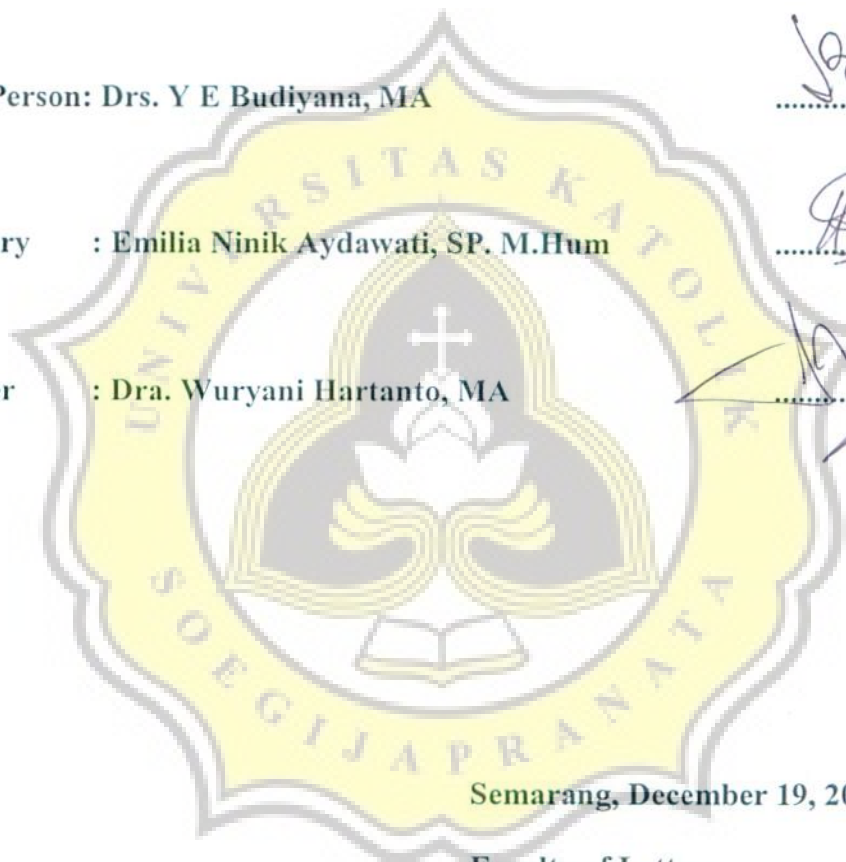 Person: Drs. Y E Budiyana, MA
ry : Emilia Ninik Aydawati, SP. M.Hum
r : Dra. Wuryani Hartanto, MA
UNIVERSITAS KATOLIK
SOEGIJAPRANATA
Semarang, December 19, 20